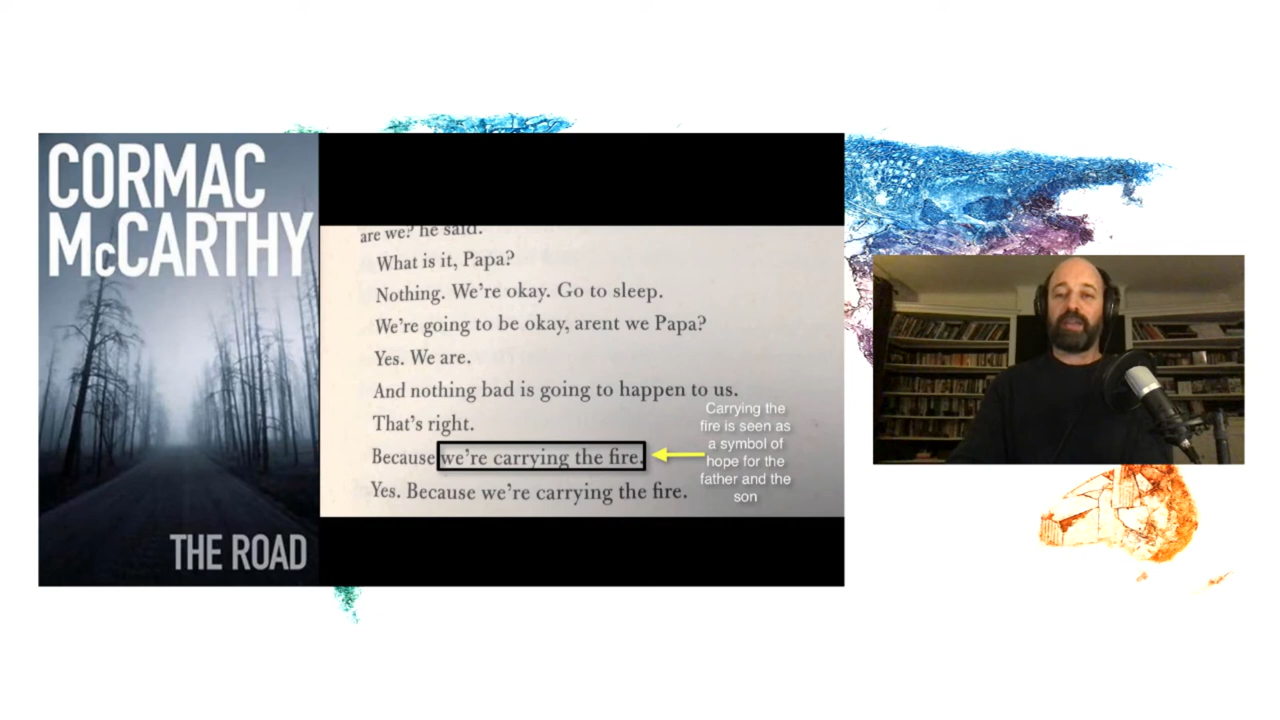 CORMAC
McCARTHY
THE ROAD
are we? he said.
What is it, Papa?
Nothing. We're okay. Go to sleep.
We're going to be okay, arent we Papa?
Yes. We are.
And nothing bad is going to happen to us.
That's right.
Because we're carrying the fire.
Yes. Because we're carrying the fire.
Carrying the
fire is seen as
a symbol of
hope for the
father and the
son